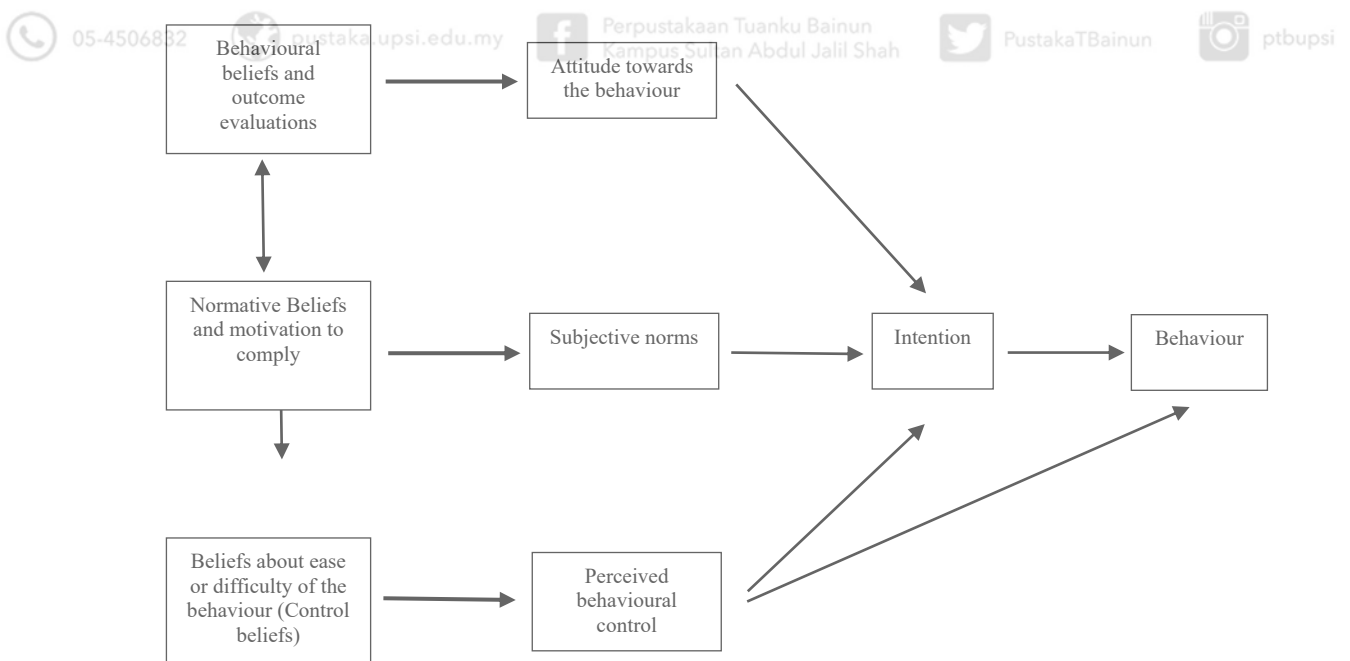 05-4506832
pustaka.upsi.edu.my
Perpustakaan Tuanku Bainun
Kampus Sultan Abdul Jalil Shah
PustakaTBainun
ptbupsi
Behavioural
beliefs and
outcome
evaluations
Attitude towards
the behaviour
Normative Beliefs
and motivation to
comply
Subjective norms
Intention
Behaviour
Beliefs about ease
or difficulty of the
behaviour (Control
beliefs)
Perceived
behavioural
control